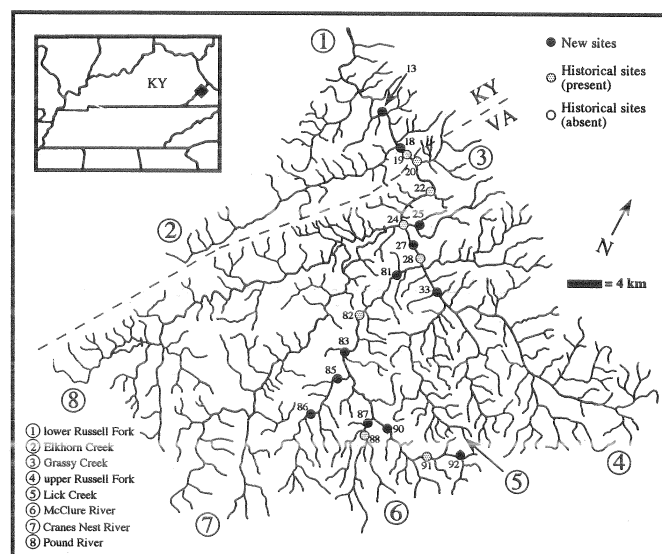 KY
1
13
New sites
Historical sites
(present)
Historical sites
(absent)
KY
VA
18
19
20
3
22
24
25
2
27
28
81
33
N
= 4 km
82
83
8
85
86
87
88
90
91
92
4
5
6
7
1 lower Russell Fork
2 Elkhorn Creek
3 Grassy Creek
4 upper Russell Fork
5 Lick Creek
6 McClure River
7 Cranes Nest River
8 Pound River